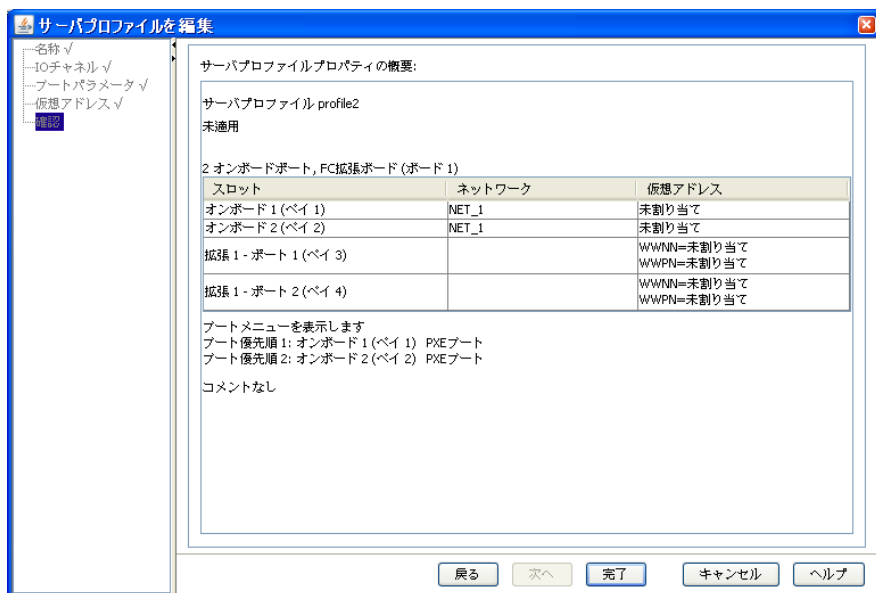 サーバプロファイルを編集
名称 √
IOチャネル √
ブートパラメータ √
仮想アドレス √
確認
サーバプロファイルプロパティの概要:
サーバプロファイル profile2
未適用
2 オンボードポート, FC拡張ボード (ボード 1)
スロット ネットワーク 仮想アドレス
オンボード 1 (ベイ 1) NET_1 未割り当て
オンボード 2 (ベイ 2) NET_1 未割り当て
拡張 1 - ポート 1 (ベイ 3) WWNN=未割り当て
WWPN=未割り当て
拡張 1 - ポート 2 (ベイ 4) WWNN=未割り当て
WWPN=未割り当て
ブートメニューを表示します
ブート優先順 1: オンボード 1 (ベイ 1) PXEブート
ブート優先順 2: オンボード 2 (ベイ 2) PXEブート
コメントなし
戻る 次へ 完了 キャンセル ヘルプ